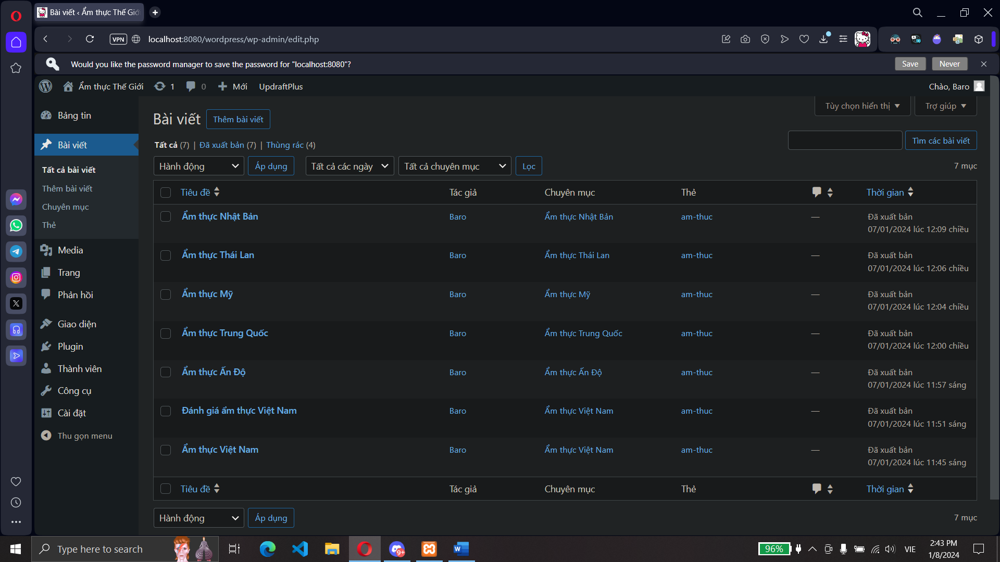 Bài viết ‹ Ẩm thực Thế Giớ
VPN
localhost:8080/wordpress/wp-admin/edit.php
Would you like the password manager to save the password for "localhost:8080"?
Save
Never
Ẩm thực Thế Giới
1
0
Mới
UpdraftPlus
Chào, Baro
Bảng tin
Bài viết
Tất cả bài viết
Thêm bài viết
Chuyên mục
Thẻ
Media
Trang
Phản hồi
Giao diện
Plugin
Thành viên
Công cụ
Cài đặt
Thu gọn menu
Tùy chọn hiển thị
Trợ giúp
Bài viết
Thêm bài viết
Tất cả (7) | Đã xuất bản (7) | Thùng rác (4)
Tìm các bài viết
Hành động
Áp dụng
Tất cả các ngày
Tất cả chuyên mục
Lọc
7 mục
Tiêu đề Tác giả Chuyên mục Thẻ Thời gian
Ẩm thực Nhật Bản Baro Ẩm thực Nhật Bản am-thuc — Đã xuất bản
07/01/2024 lúc 12:09 chiều
Ẩm thực Thái Lan Baro Ẩm thực Thái Lan am-thuc — Đã xuất bản
07/01/2024 lúc 12:06 chiều
Ẩm thực Mỹ Baro Ẩm thực Mỹ am-thuc — Đã xuất bản
07/01/2024 lúc 12:04 chiều
Ẩm thực Trung Quốc Baro Ẩm thực Trung Quốc am-thuc — Đã xuất bản
07/01/2024 lúc 12:00 chiều
Ẩm thực Ấn Độ Baro Ẩm thực Ấn Độ am-thuc — Đã xuất bản
07/01/2024 lúc 11:57 sáng
Đánh giá ẩm thực Việt Nam Baro Ẩm thực Việt Nam am-thuc — Đã xuất bản
07/01/2024 lúc 11:51 sáng
Ẩm thực Việt Nam Baro Ẩm thực Việt Nam am-thuc — Đã xuất bản
07/01/2024 lúc 11:45 sáng
Tiêu đề Tác giả Chuyên mục Thẻ Thời gian
Hành động
Áp dụng
7 mục
Type here to search
9+
96%
VIE
2:43 PM
1/8/2024